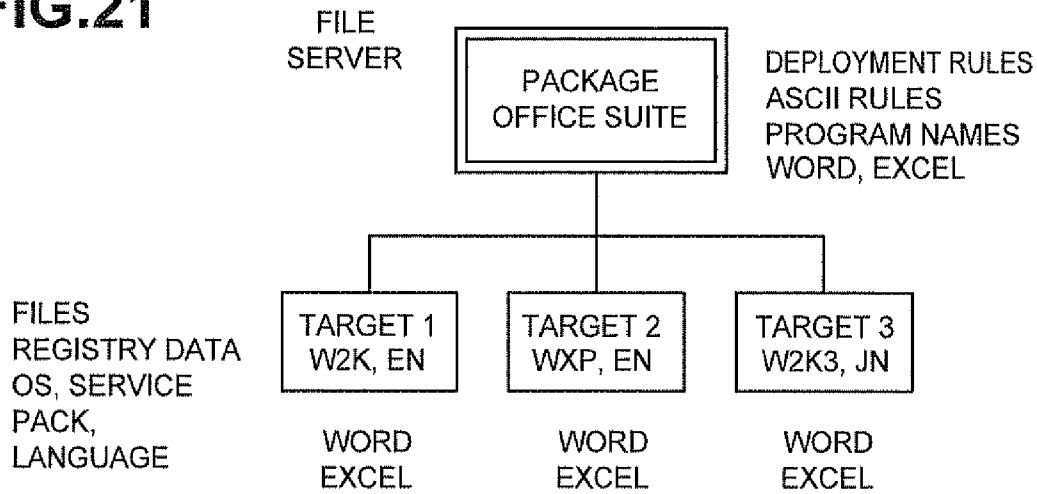 FIG.21
FILE
SERVER
PACKAGE
OFFICE SUITE
DEPLOYMENT RULES
ASCII RULES
PROGRAM NAMES
WORD, EXCEL
FILES
REGISTRY DATA
OS, SERVICE
PACK,
LANGUAGE
TARGET 1
W2K, EN
TARGET 2
WXP, EN
TARGET 3
W2K3, JN
WORD
EXCEL
WORD
EXCEL
WORD
EXCEL